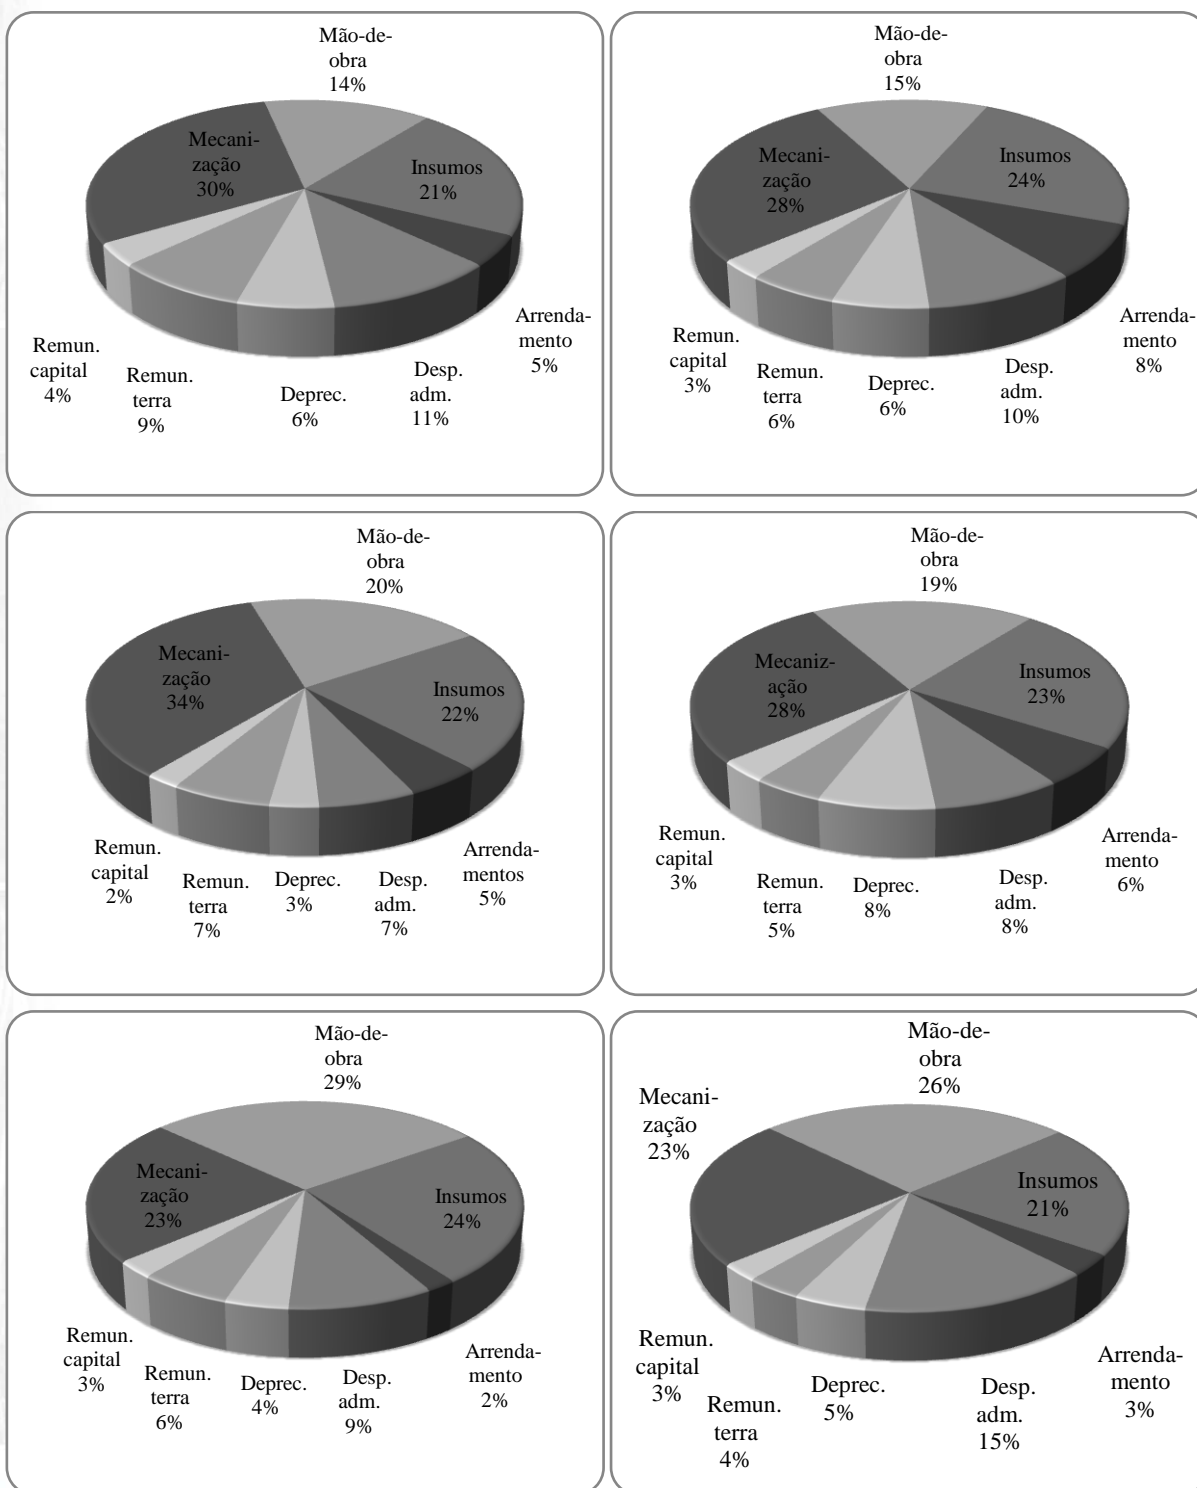 Mão-de-
obra
14%
Mecani-
zação
30%
Insumos
21%
Arrenda-
mento
5%
Desp.
adm.
11%
Deprec.
6%
Remun.
terra
9%
Remun.
capital
4%
Mão-de-
obra
15%
Mecani-
zação
28%
Insumos
24%
Arrenda-
mento
8%
Desp.
adm.
10%
Deprec.
6%
Remun.
terra
6%
Remun.
capital
3%
Mão-de-
obra
20%
Mecani-
zação
34%
Insumos
22%
Arrenda-
mentos
5%
Desp.
adm.
7%
Deprec.
3%
Remun.
terra
7%
Remun.
capital
2%
Mão-de-
obra
19%
Mecaniz-
ação
28%
Insumos
23%
Arrenda-
mento
6%
Desp.
adm.
8%
Deprec.
8%
Remun.
terra
5%
Remun.
capital
3%
Mão-de-
obra
29%
Mecani-
zação
23%
Insumos
24%
Arrenda-
mento
2%
Desp.
adm.
9%
Deprec.
4%
Remun.
terra
6%
Remun.
capital
3%
Mão-de-
obra
26%
Mecani-
zação
23%
Insumos
21%
Arrenda-
mento
3%
Desp.
adm.
15%
Deprec.
5%
Remun.
terra
4%
Remun.
capital
3%